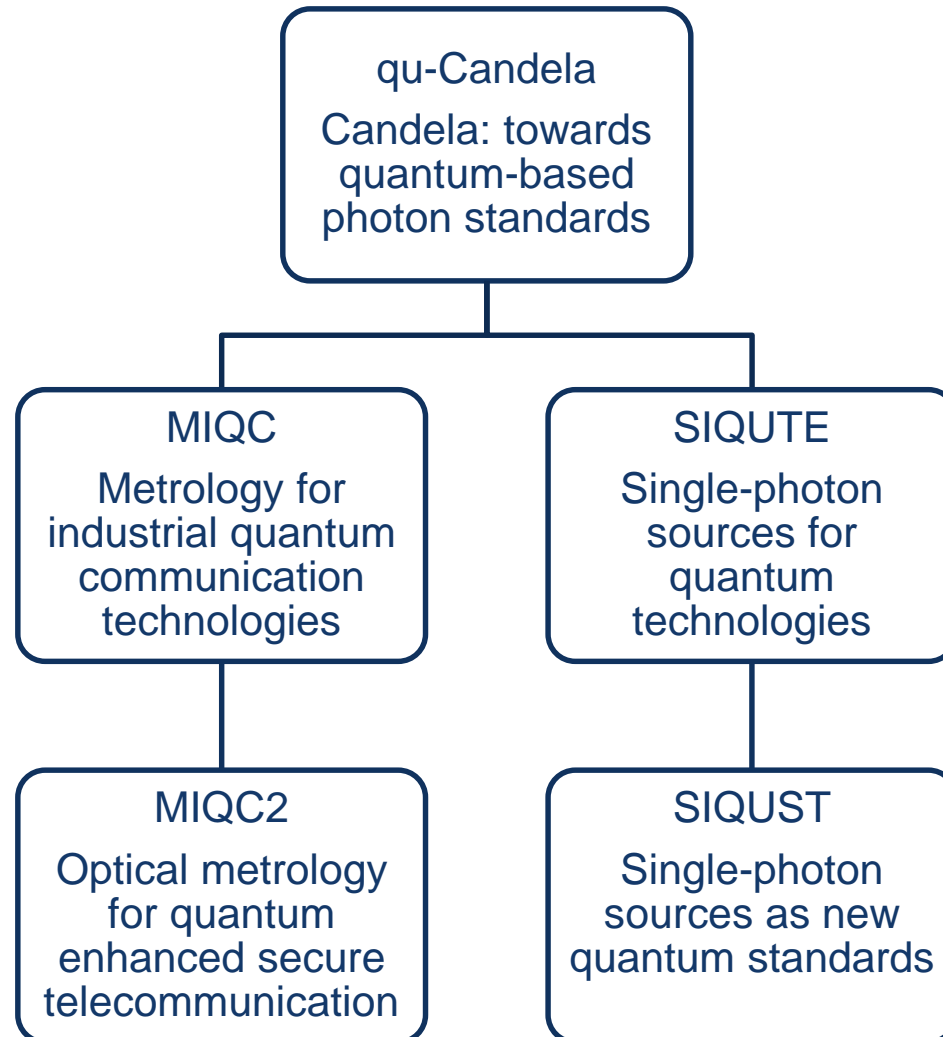 qu-Candela
Candela: towards
quantum-based
photon standards
MIQC
Metrology for
industrial quantum
communication
technologies
SIQUTE
Single-photon
sources for
quantum
technologies
MIQC2
Optical metrology
for quantum
enhanced secure
telecommunication
SIQUST
Single-photon
sources as new
quantum standards